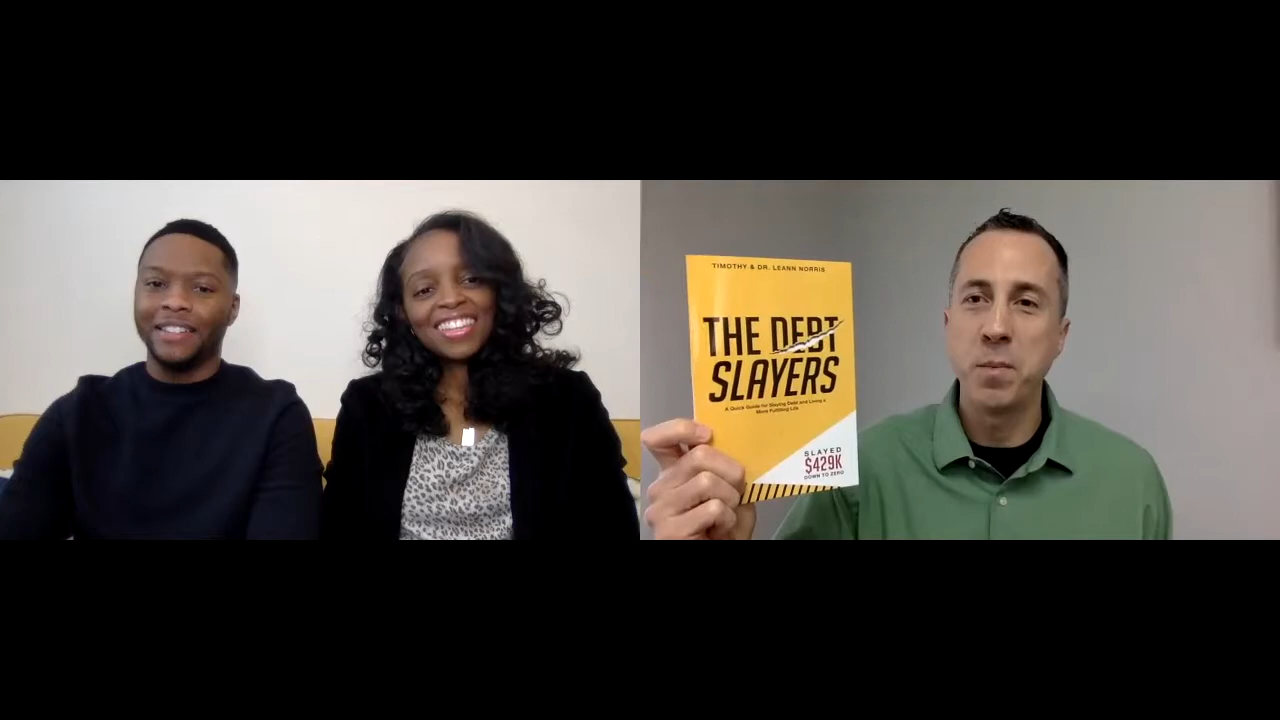 TIMOTHY & DR. LEANN NORRIS
THE DEBT
SLAYERS
A Quick Guide for Slaying Debt and Living a
More Fulfilling Life
SLAYED
$429K
DOWN TO ZERO